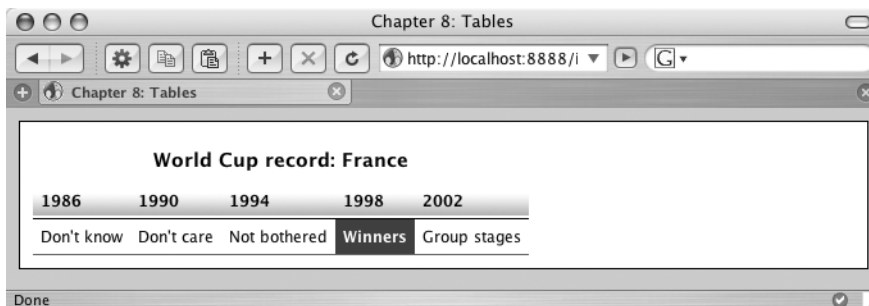 Chapter 8: Tables
http://localhost:8888/i
G
Chapter 8: Tables
World Cup record: France
1986 1990 1994 1998 2002
Don't know Don't care Not bothered Winners Group stages
Done